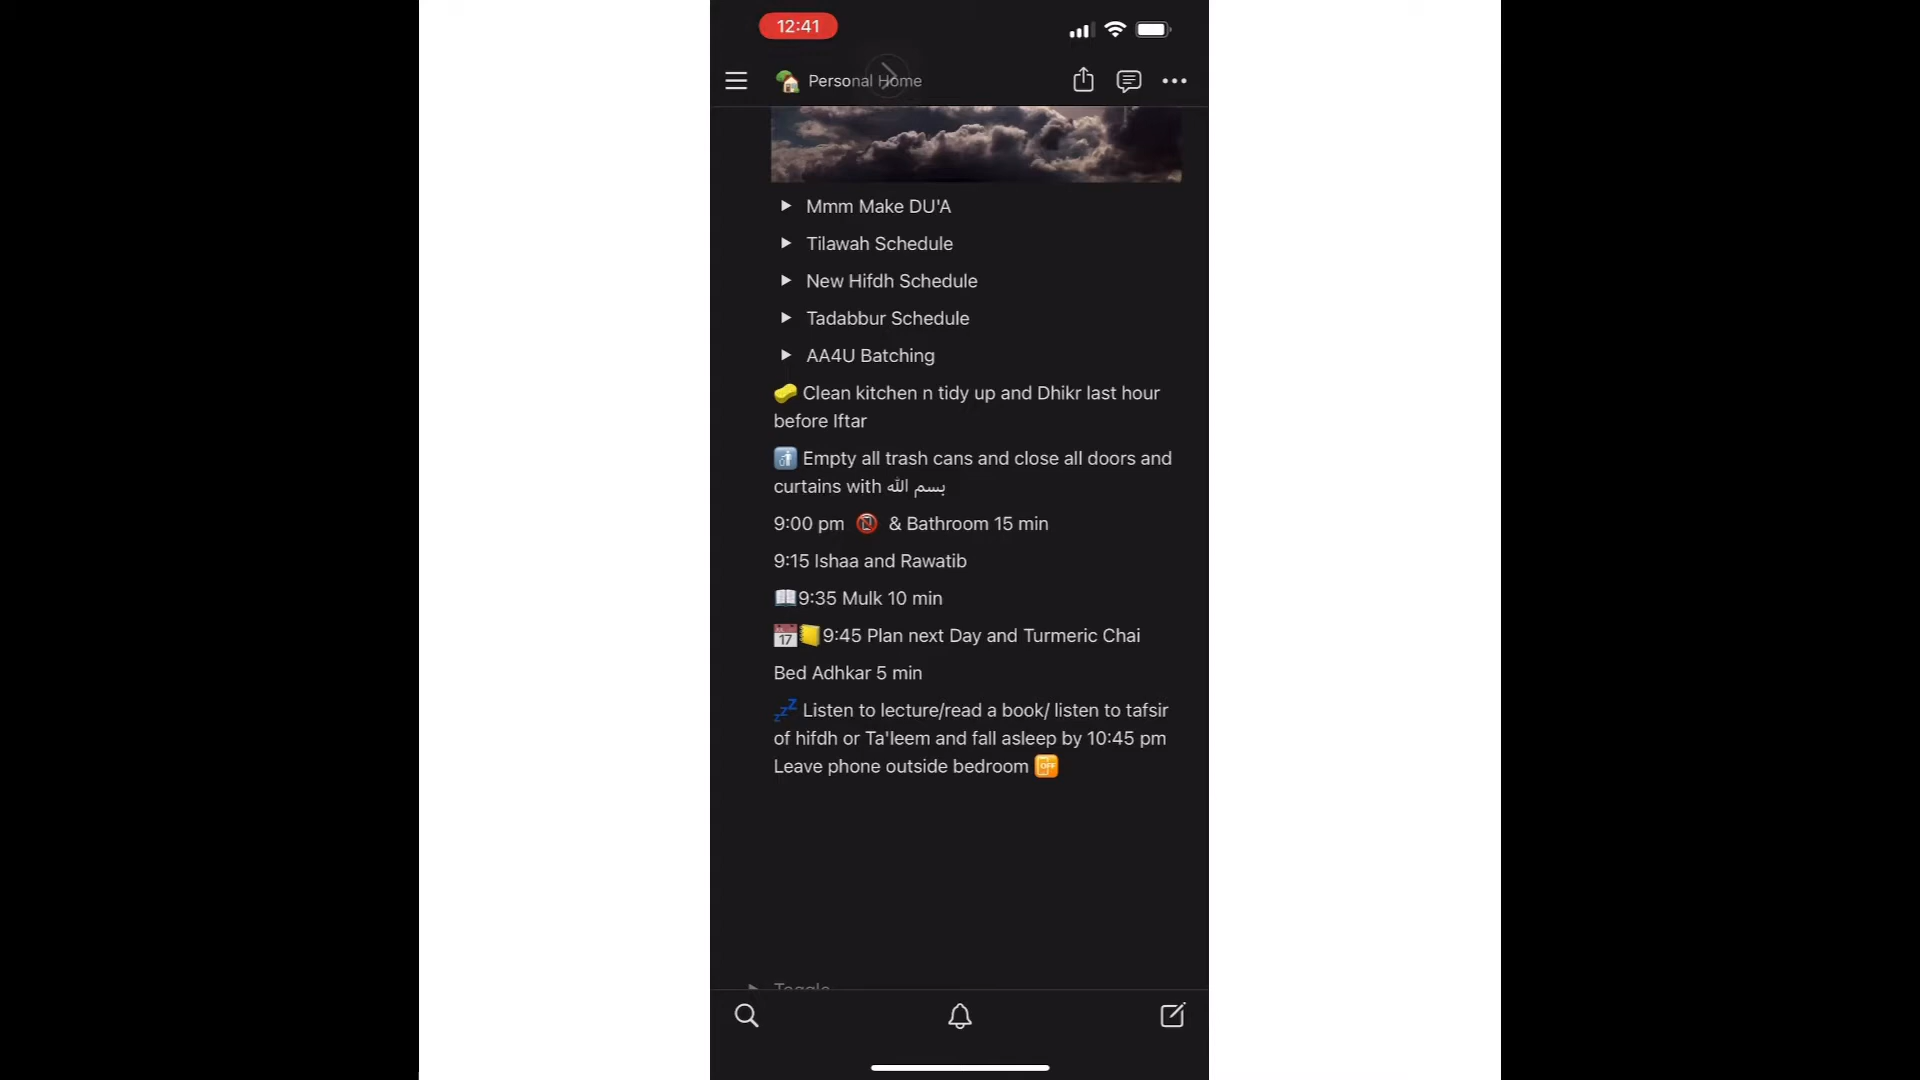 12:41
Personal Home
Mmm Make DU'A
Tilawah Schedule
New Hifdh Schedule
Tadabbur Schedule
AA4U Batching
Clean kitchen n tidy up and Dhikr last hour
before Iftar
Empty all trash cans and close all doors and
curtains with بسم الله
9:00 pm & Bathroom 15 min
9:15 Ishaa and Rawatib
9:35 Mulk 10 min
9:45 Plan next Day and Turmeric Chai
Bed Adhkar 5 min
Listen to lecture/read a book/ listen to tafsir
of hifdh or Ta'leem and fall asleep by 10:45 pm
Leave phone outside bedroom
Toggle